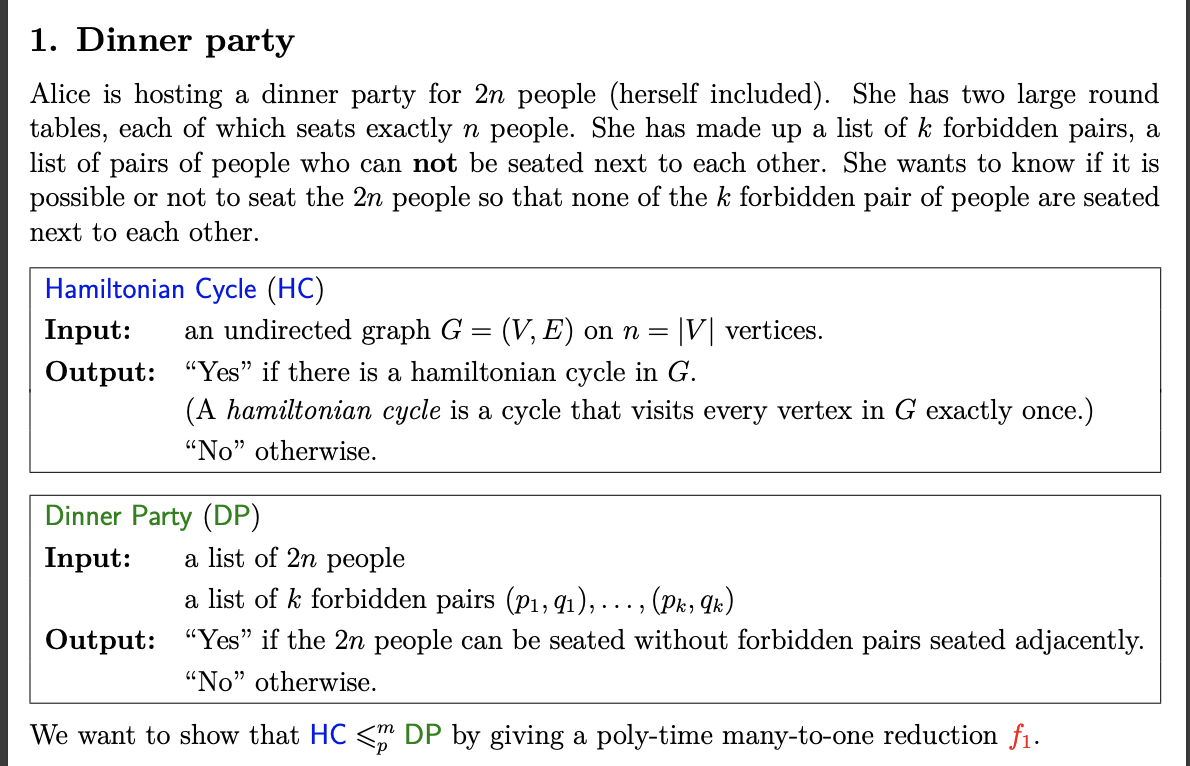 1. Dinner party
Alice is hosting a dinner party for 2n people (herself included). She has two large round
tables, each of which seats exactly n people. She has made up a list of k forbidden pairs, a
list of pairs of people who can not be seated next to each other. She wants to know if it is
possible or not to seat the 2n people so that none of the k forbidden pair of people are seated
next to each other.
Hamiltonian Cycle (HC)
Input: an undirected graph G = (V, E) on n = |V| vertices.
Output: “Yes” if there is a hamiltonian cycle in G.
(A hamiltonian cycle is a cycle that visits every vertex in G exactly once.)
“No” otherwise.
Dinner Party (DP)
Input: a list of 2n people
a list of k forbidden pairs (p₁, q₁), . . . , (pₖ, qₖ)
Output: “Yes” if the 2n people can be seated without forbidden pairs seated adjacently.
“No” otherwise.
We want to show that HC ⩽ₚᵐ DP by giving a poly-time many-to-one reduction f₁.